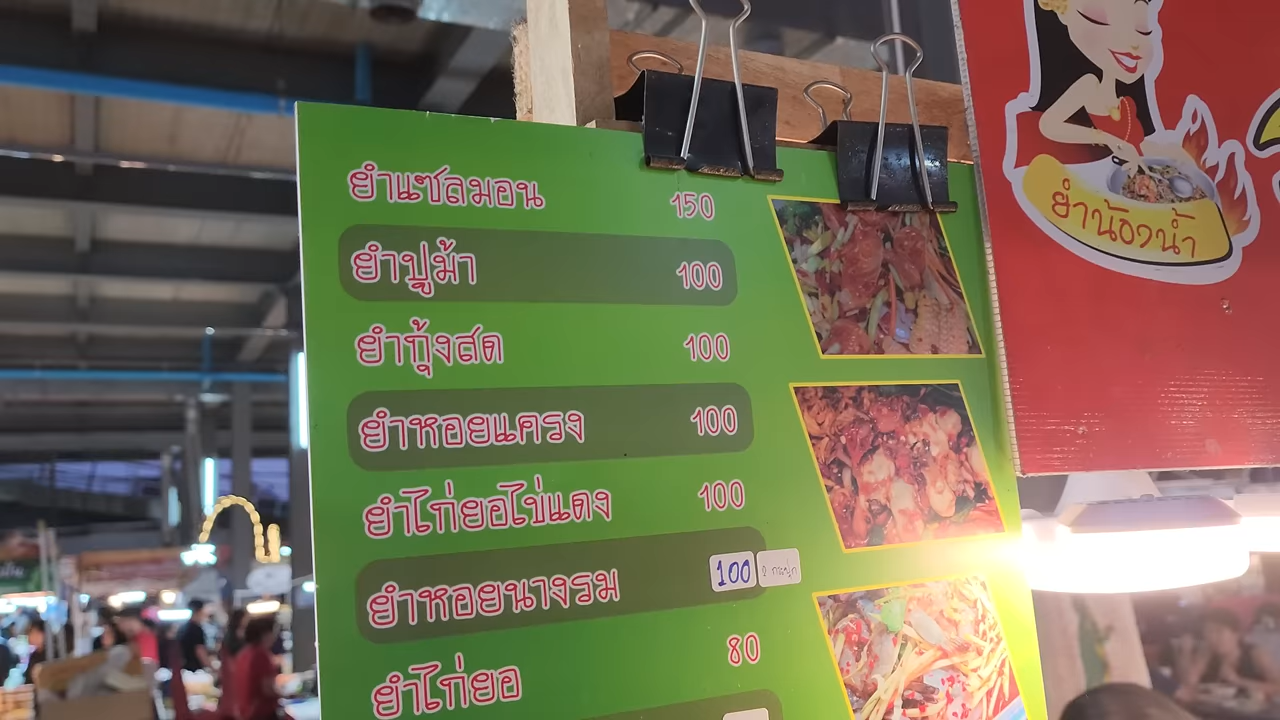 ยำแซลมอน 150
ยำปูม้า 100
ยำกุ้งสด 100
ยำหอยแครง 100
ยำไก่ยอไข่แดง 100
ยำหอยนางรม 100
ยำไก่ยอ 80
ยำน้องน้ำ